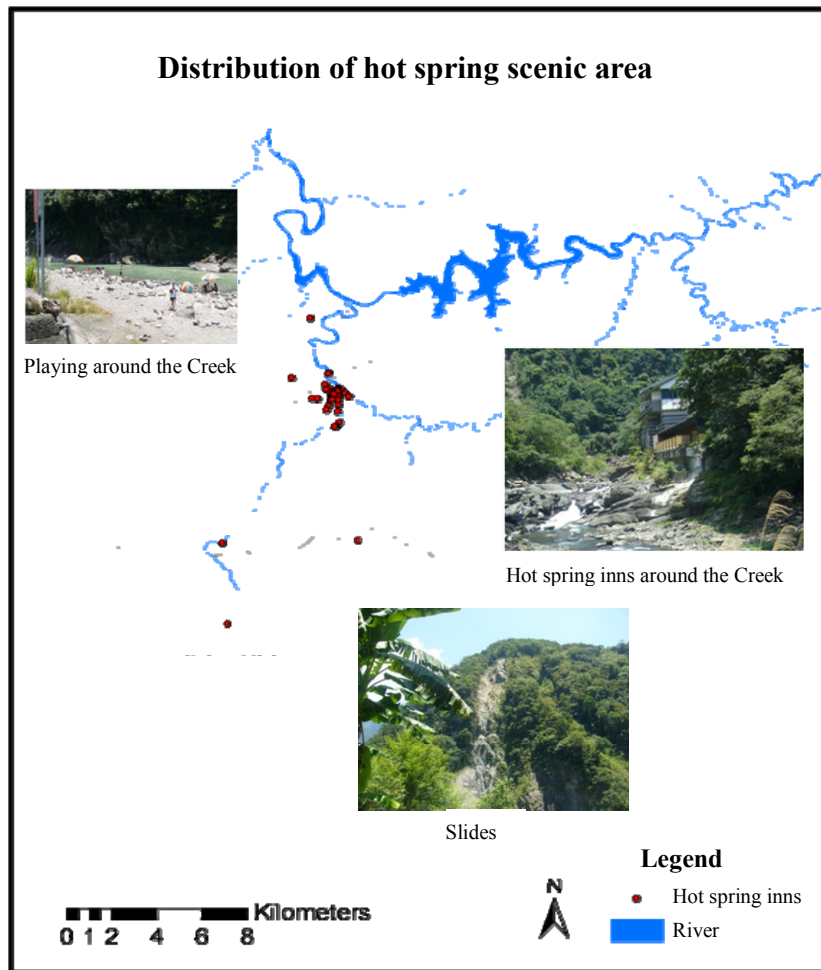 Distribution of hot spring scenic area
Playing around the Creek
Hot spring inns around the Creek
Slides
Legend
Hot spring inns
River
N
Kilometers
0 1 2 4 6 8